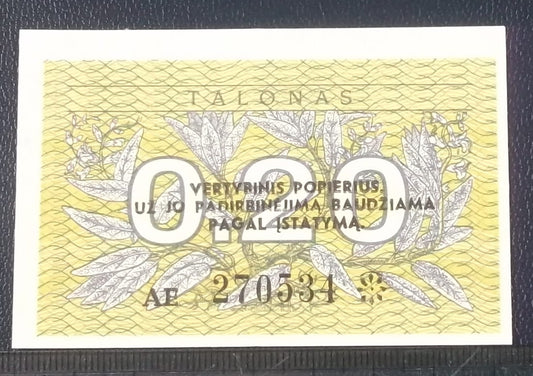 TALONAS
0.20
VERTYBINIS POPIERIUS.
UŽ JO PADIRBINĖJIMĄ BAUDŽIAMA
PAGAL ĮSTATYMĄ.
AE 270534